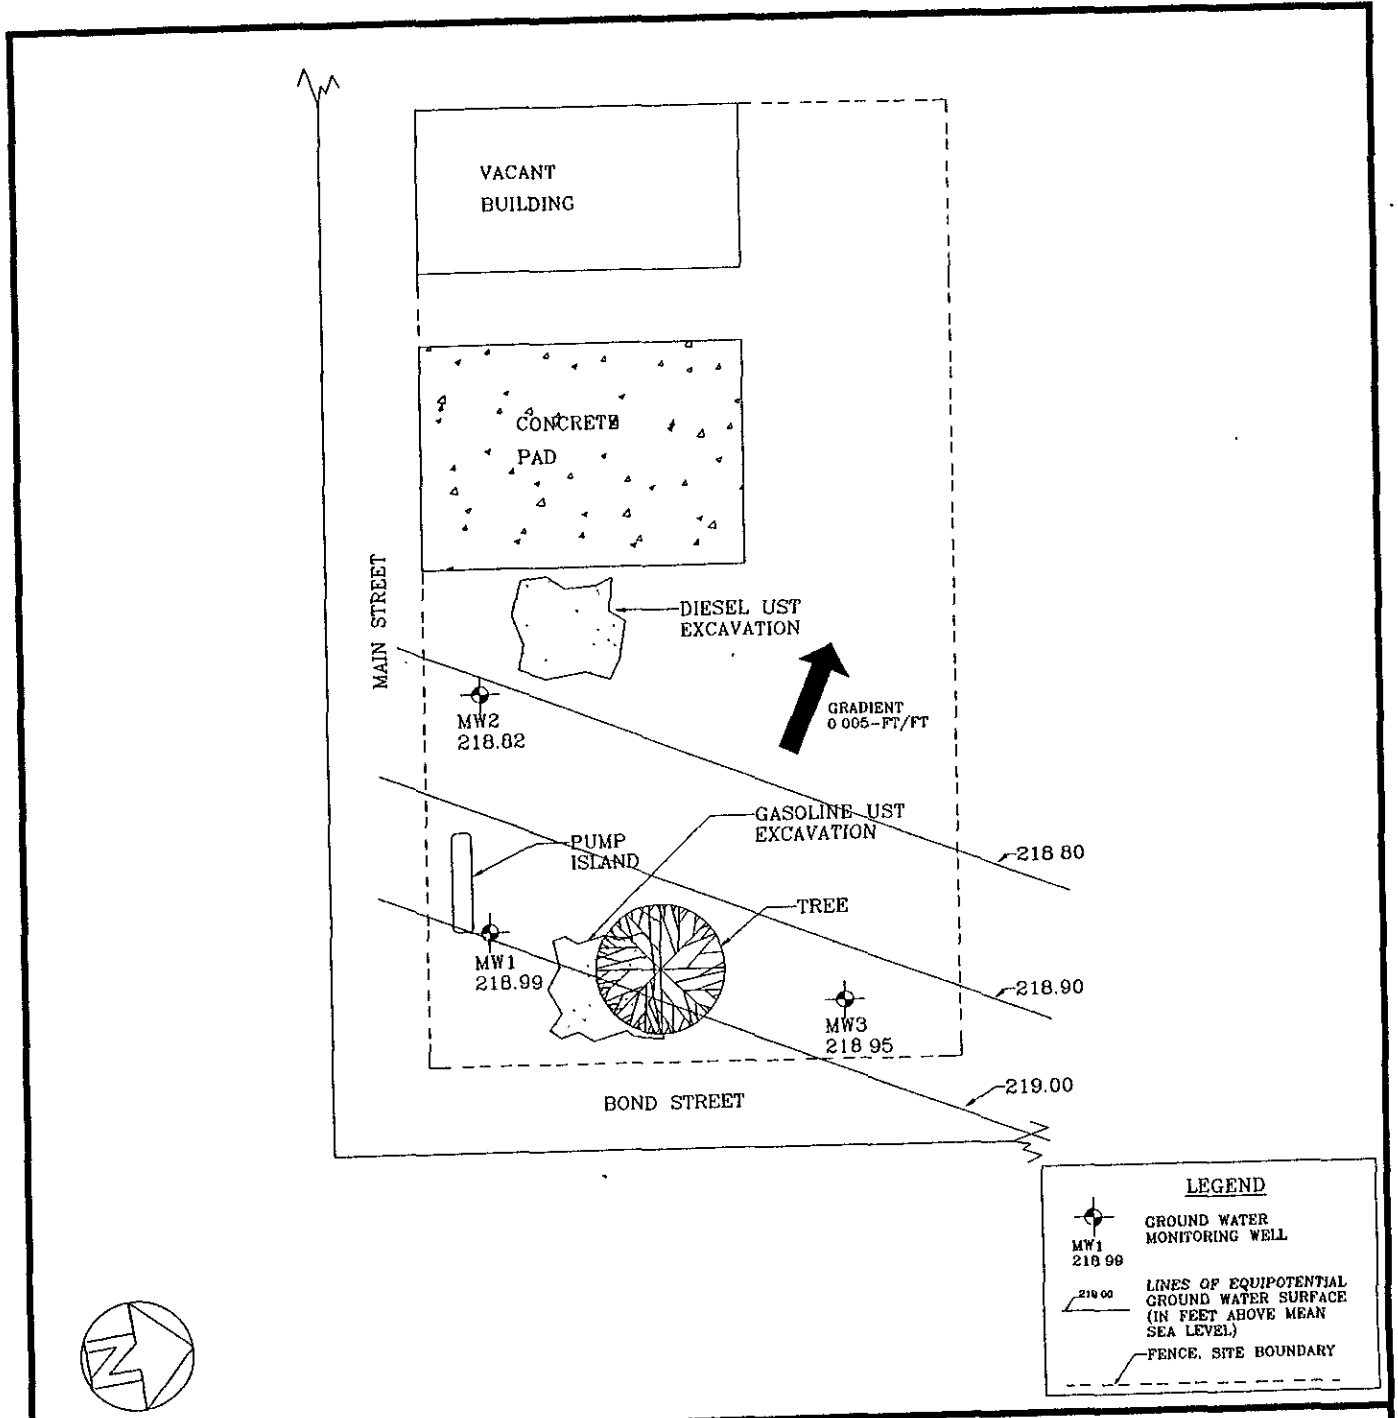 VACANT
BUILDING
CONCRETE
PAD
MAIN STREET
DIESEL UST
EXCAVATION
GRADIENT
0 005-FT/FT
MW2
218.82
GASOLINE UST
EXCAVATION
PUMP
ISLAND
218 80
TREE
MW1
218.99
218.90
MW3
218 95
219.00
BOND STREET
LEGEND
GROUND WATER
MONITORING WELL
MW1
218 99
219 00
LINES OF EQUIPOTENTIAL
GROUND WATER SURFACE
(IN FEET ABOVE MEAN
SEA LEVEL)
FENCE, SITE BOUNDARY
N